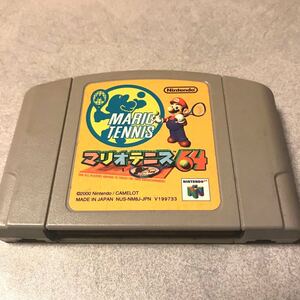 Nintendo
MARIO
TENNIS
マリオテニス64
©2000 Nintendo / CAMELOT
MADE IN JAPAN NUS-NM8J-JPN V199733
NINTENDO 64